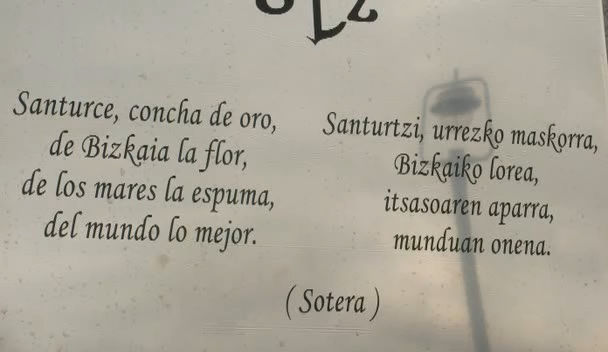 Santurce, concha de oro,
de Bizkaia la flor,
de los mares la espuma,
del mundo lo mejor.
Santurtzi, urrezko maskorra,
Bizkaiko lorea,
itsasoaren aparra,
munduan onena.
( Sotera )